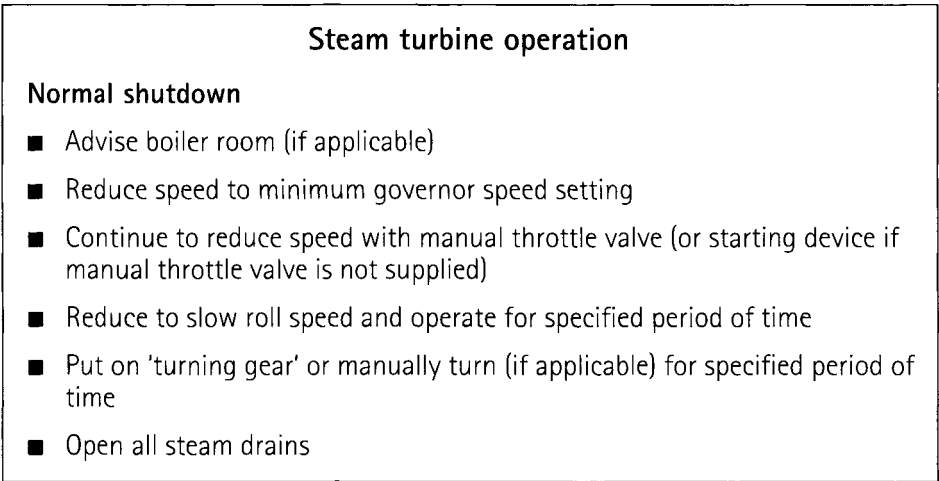 Steam turbine operation
Normal shutdown
■ Advise boiler room (if applicable)
■ Reduce speed to minimum governor speed setting
■ Continue to reduce speed with manual throttle valve (or starting device if
manual throttle valve is not supplied)
■ Reduce to slow roll speed and operate for specified period of time
■ Put on 'turning gear' or manually turn (if applicable) for specified period of
time
■ Open all steam drains